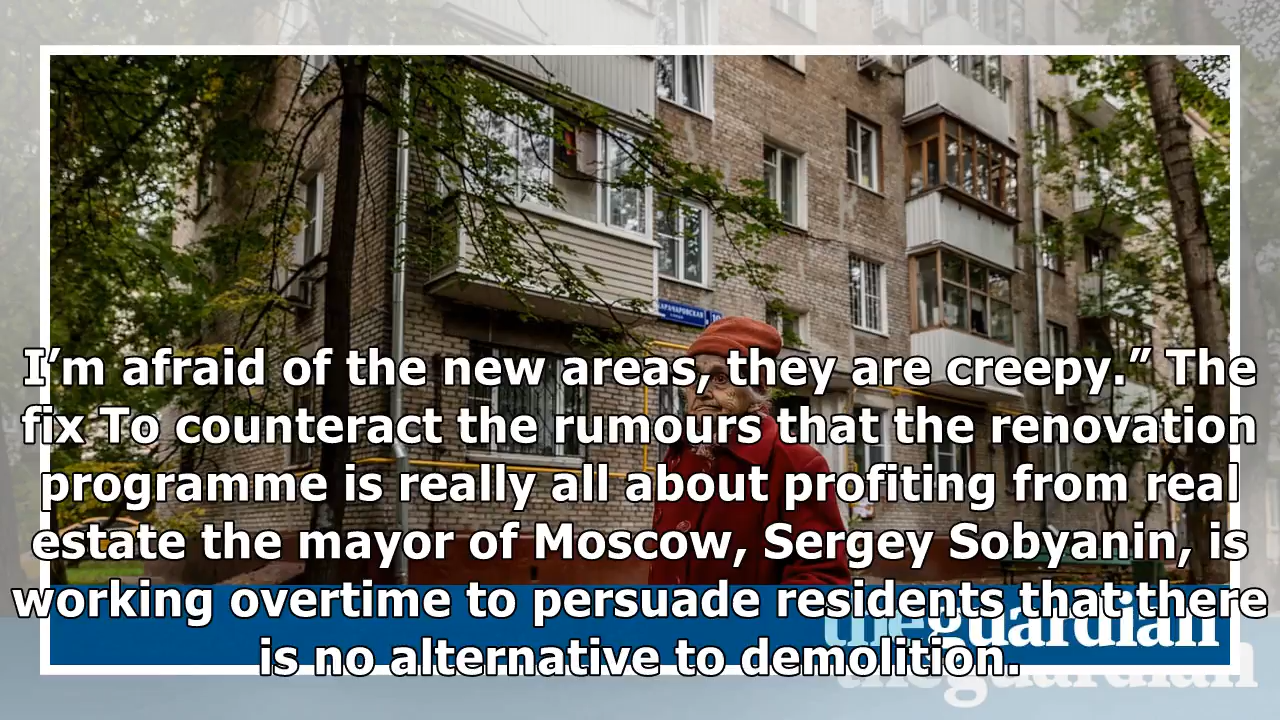 КАРАЧАРОВСКАЯ
I’m afraid of the new areas, they are creepy.” The
fix To counteract the rumours that the renovation
programme is really all about profiting from real
estate the mayor of Moscow, Sergey Sobyanin, is
working overtime to persuade residents that there
is no alternative to demolition.
theguardian
theguardian